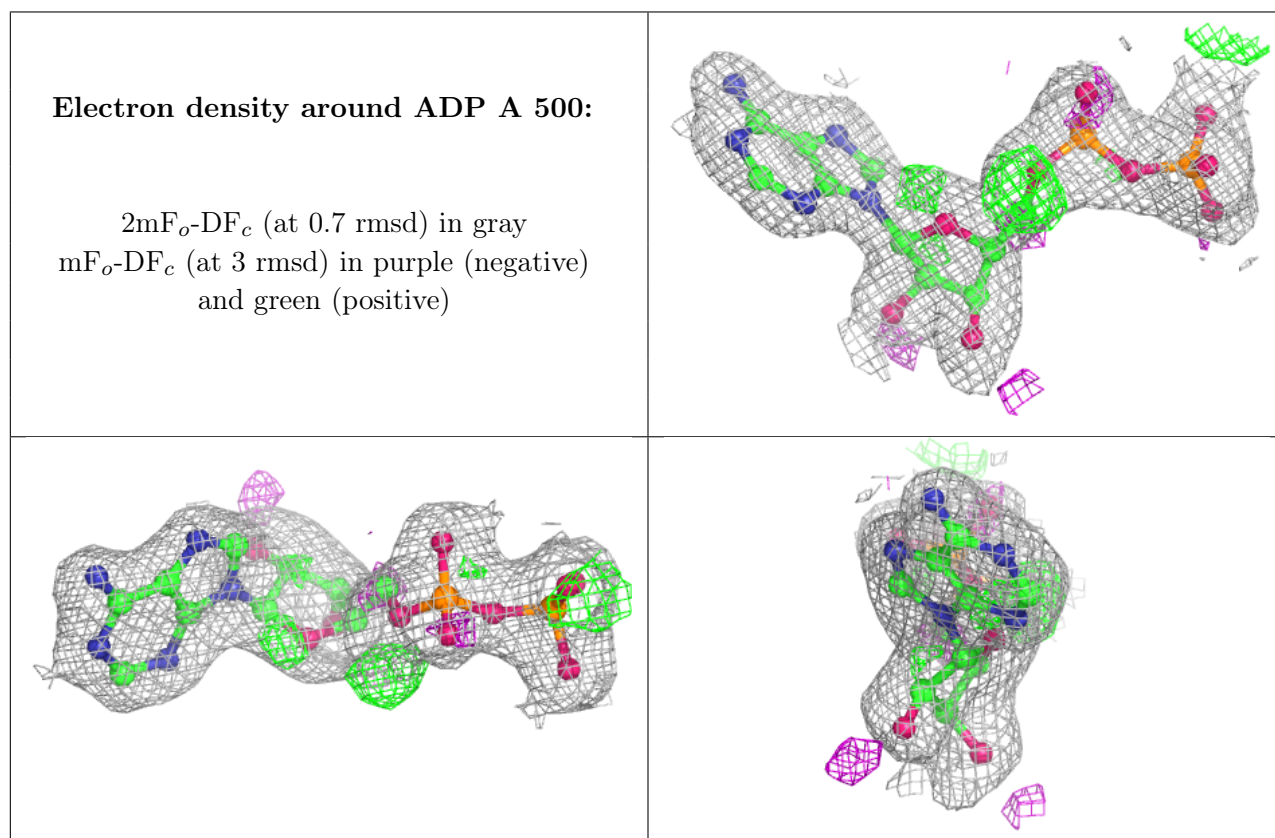 Electron density around ADP A 500:
2mFo-DFc (at 0.7 rmsd) in gray
mFo-DFc (at 3 rmsd) in purple (negative)
and green (positive)